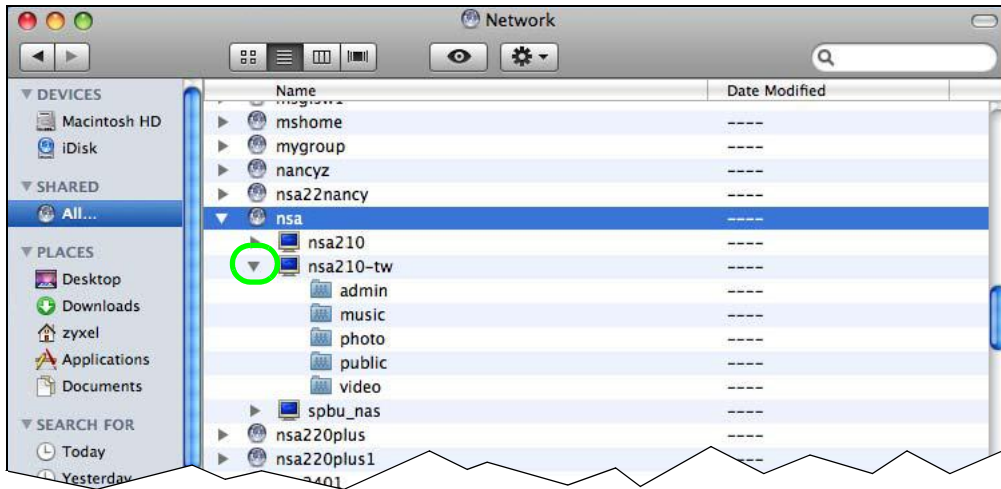 Network
DEVICES
Macintosh HD
iDisk
SHARED
All...
PLACES
Desktop
Downloads
zyxel
Applications
Documents
SEARCH FOR
Today
Yesterday
Name Date Modified
mshome ----
mygroup ----
nancyz ----
nsa22nancy ----
nsa ----
nsa210 ----
nsa210-tw ----
admin ----
music ----
photo ----
public ----
video ----
spbu_nas ----
nsa220plus ----
nsa220plus1 ----